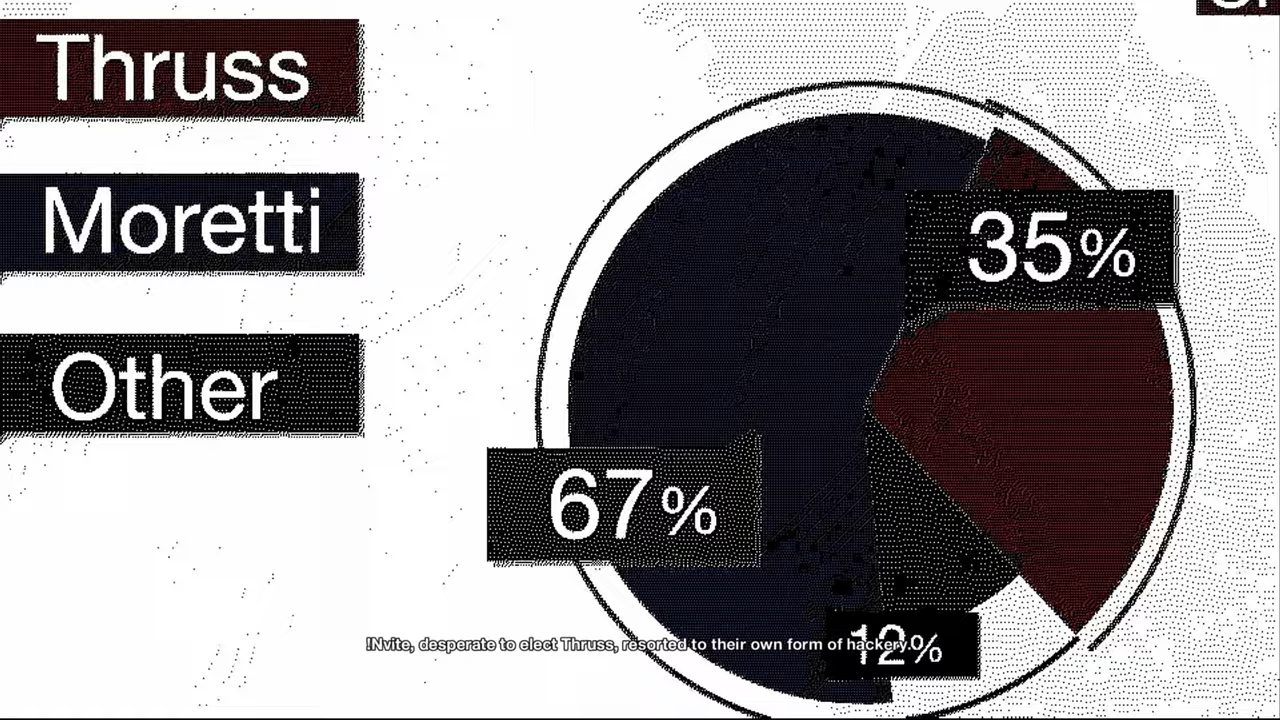 Thruss
35%
Moretti
Other
67%
12%
!Nvite, desperate to elect Thruss, resorted to their own form of hackery.